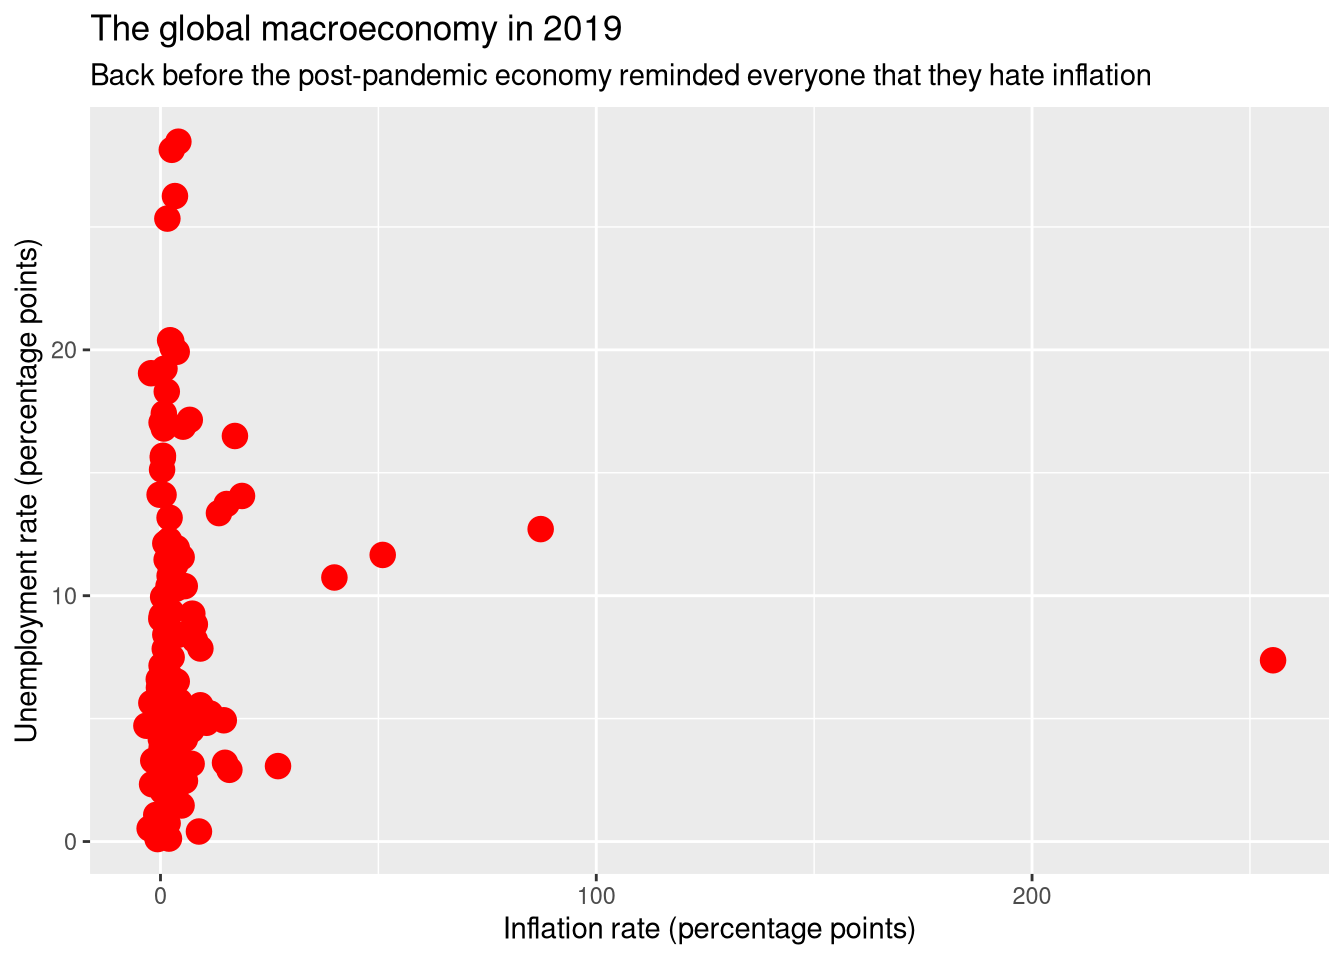 The global macroeconomy in 2019
Back before the post-pandemic economy reminded everyone that they hate inflation
Unemployment rate (percentage points)
20
10
0
0 100 200
Inflation rate (percentage points)